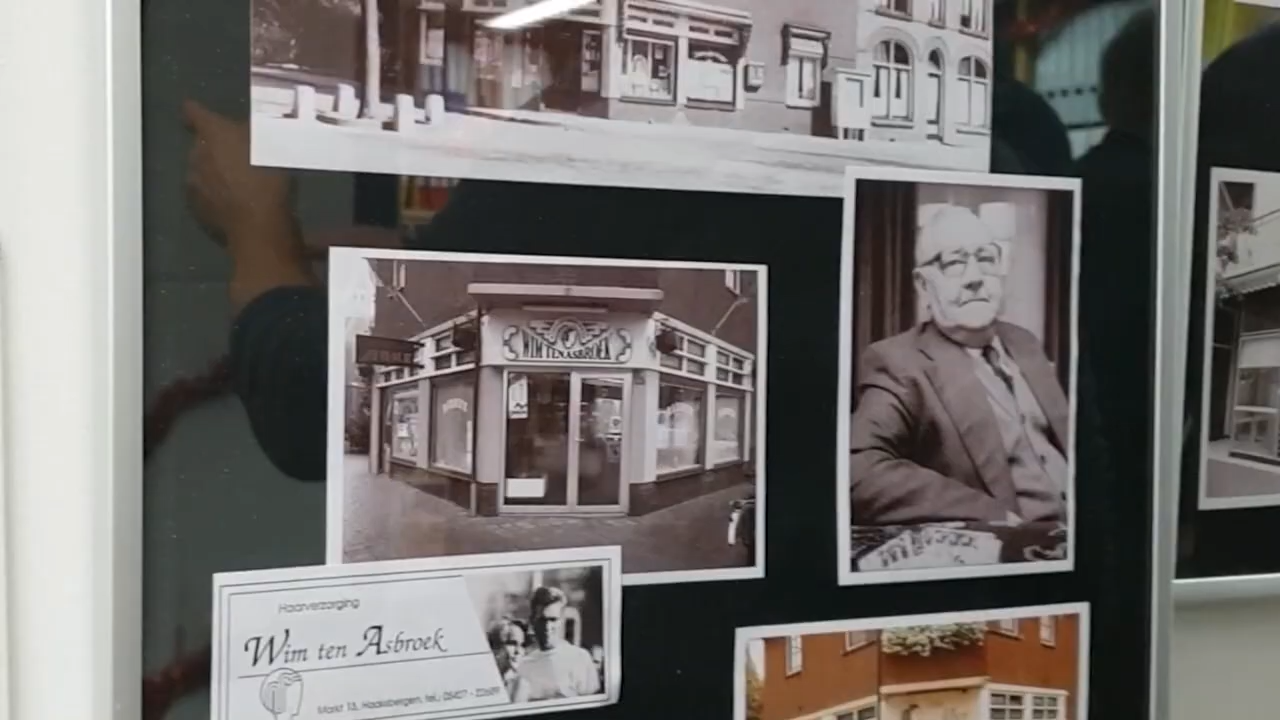 WIM TEN ASBROEK
Haarverzorging
Wim ten Asbroek
Markt 13, Haaksbergen, tel.: 05427 -